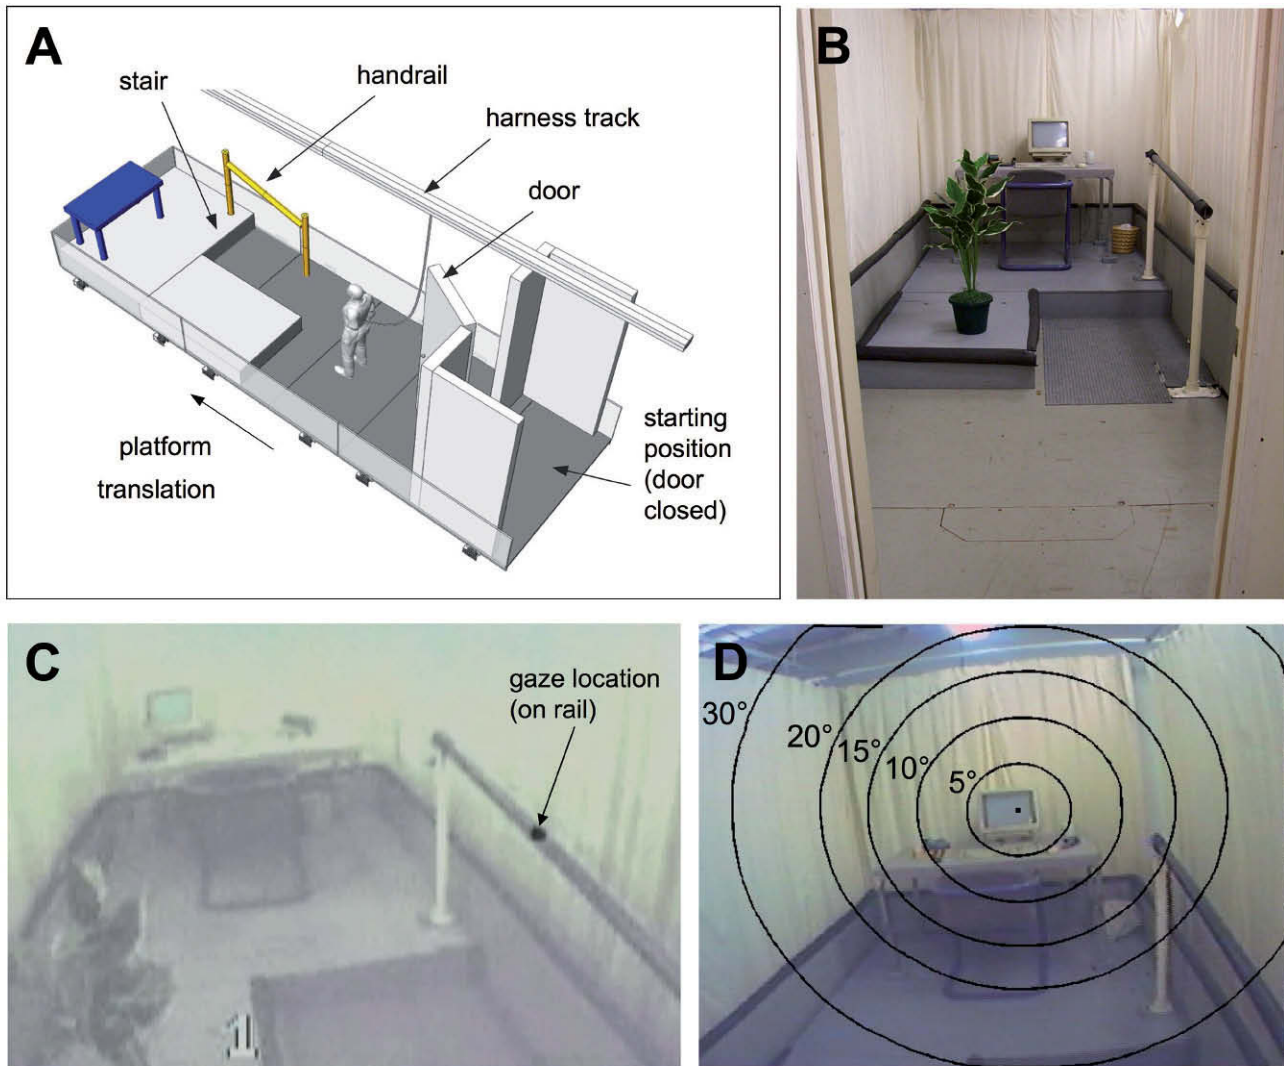 A
stair
handrail
harness track
door
platform
translation
starting
position
(door
closed)
B
C
gaze location
(on rail)
1
D
30°
20°
15°
10°
5°